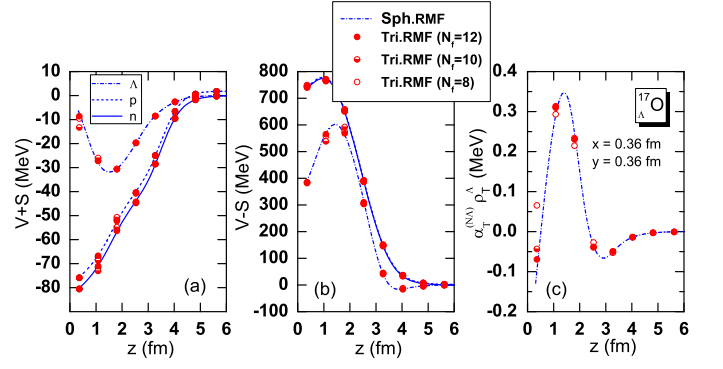 Sph.RMF
Tri.RMF (N_f=12)
Tri.RMF (N_f=10)
Tri.RMF (N_f=8)
Λ
p
n
10
0
-10
-20
-30
-40
-50
-60
-70
-80
V+S (MeV)
(a)
0 1 2 3 4 5 6
z (fm)
800
700
600
500
400
300
200
100
0
-100
V−S (MeV)
(b)
0 1 2 3 4 5 6
z (fm)
0.4
0.3
0.2
0.1
0.0
-0.1
-0.2
α_T^(NΛ) ρ_T^Λ (MeV)
^17_ΛO
x = 0.36 fm
y = 0.36 fm
(c)
0 1 2 3 4 5 6
z (fm)